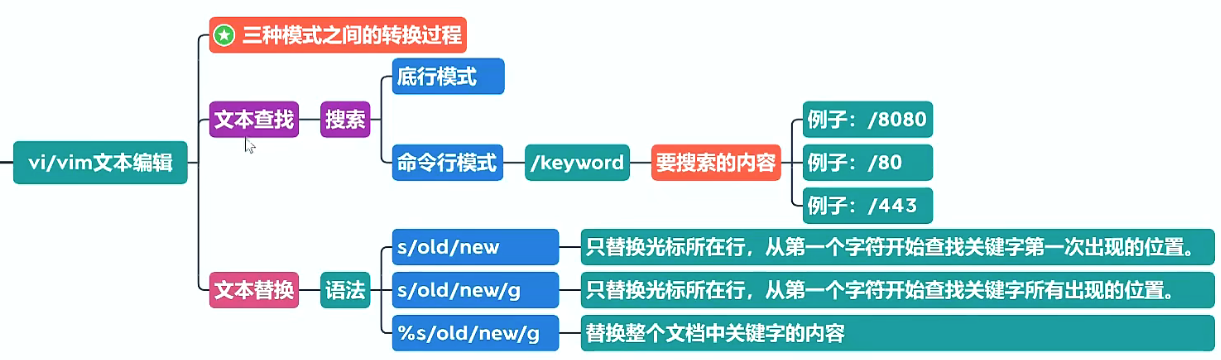 vi/vim文本编辑
三种模式之间的转换过程
文本查找
搜索
底行模式
命令行模式
/keyword
要搜索的内容
例子：/8080
例子：/80
例子：/443
文本替换
语法
s/old/new
只替换光标所在行，从第一个字符开始查找关键字第一次出现的位置。
s/old/new/g
只替换光标所在行，从第一个字符开始查找关键字所有出现的位置。
%s/old/new/g
替换整个文档中关键字的内容